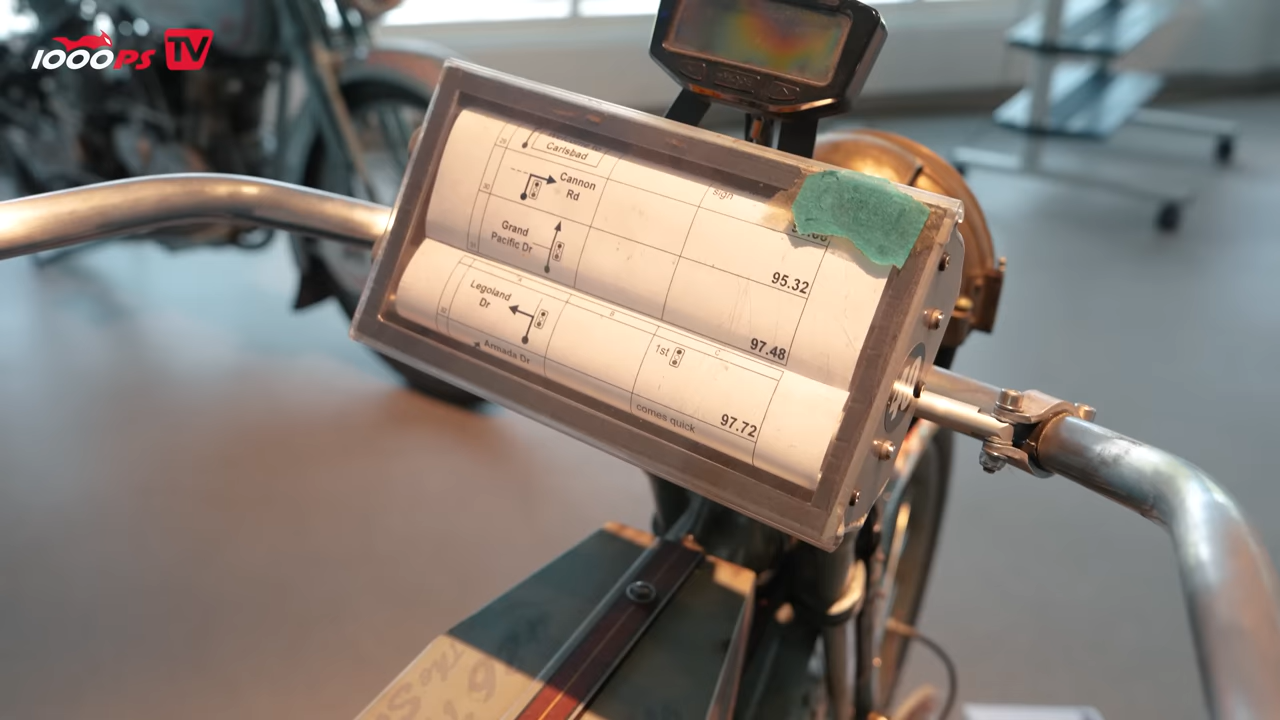 1000PS TV
Carlsbad
sign
Cannon
Rd
95.32
Grand
Pacific Dr
97.48
A
B
C
Legoland
Dr
1st
Armada Dr
comes quick
97.72